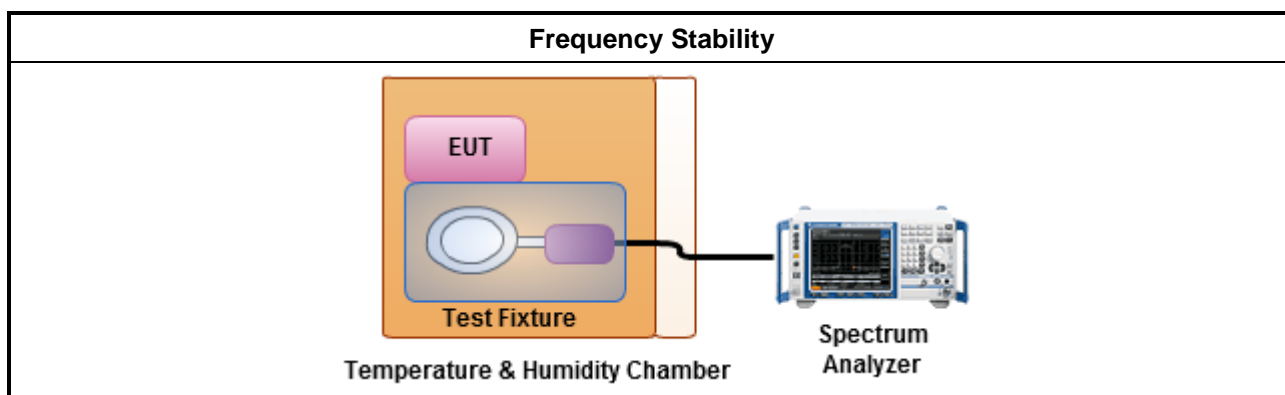 Frequency Stability
EUT
Test Fixture
Temperature & Humidity Chamber
Spectrum
Analyzer